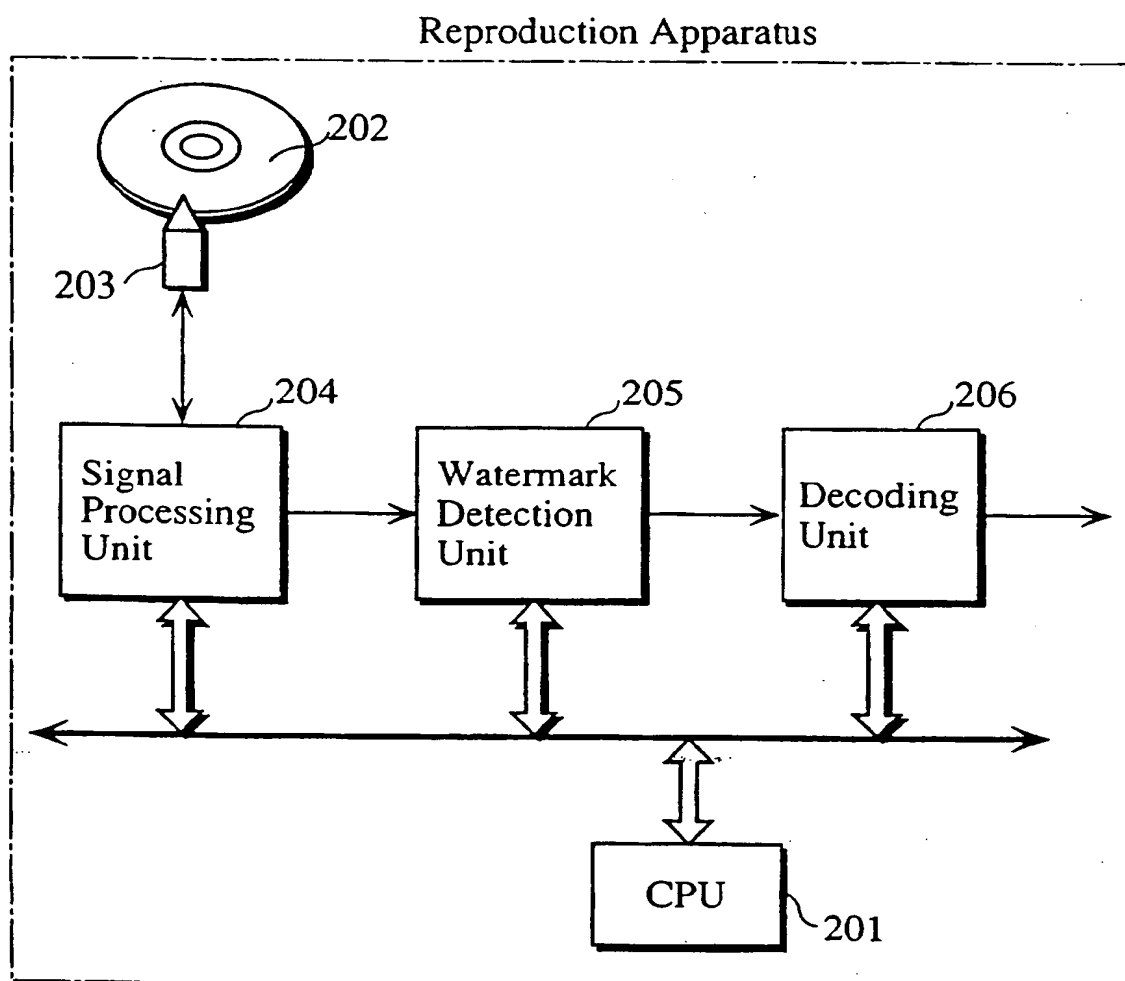 Reproduction Apparatus
202
203
204
205
206
Signal
Processing
Unit
Watermark
Detection
Unit
Decoding
Unit
CPU
201